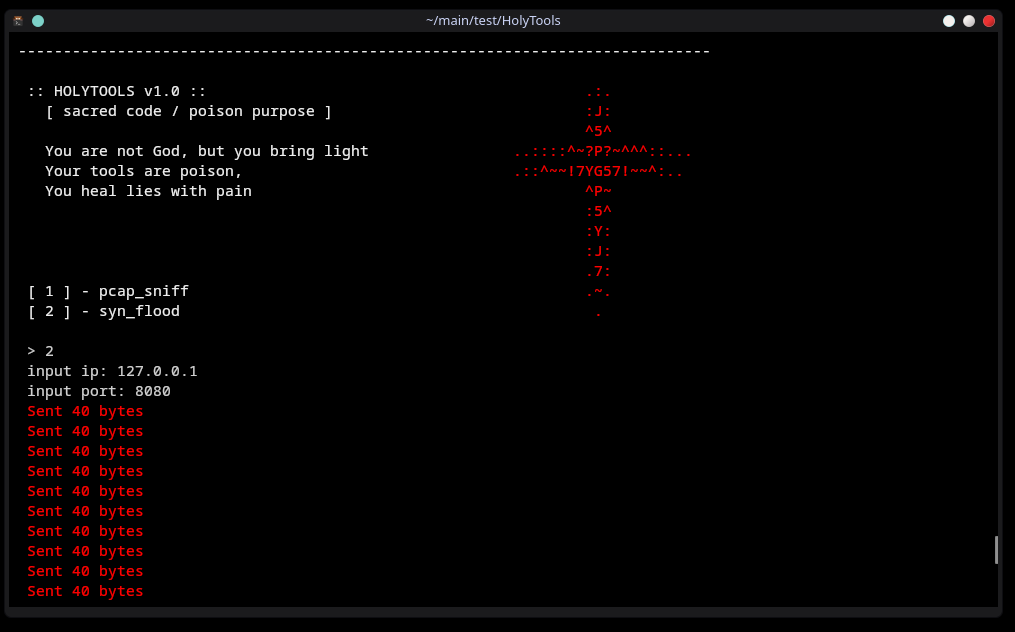 ~/main/test/HolyTools
-----------------------------------------------------------------------------
:: HOLYTOOLS v1.0 ::
[ sacred code / poison purpose ]
You are not God, but you bring light
Your tools are poison,
You heal lies with pain
.:.
:J:
^5^
..::::^~?P?~^^^::...
.::^~~!7YG57!~~^:..
^P~
:5^
:Y:
:J:
.7:
.~.
.
[ 1 ] - pcap_sniff
[ 2 ] - syn_flood
> 2
input ip: 127.0.0.1
input port: 8080
Sent 40 bytes
Sent 40 bytes
Sent 40 bytes
Sent 40 bytes
Sent 40 bytes
Sent 40 bytes
Sent 40 bytes
Sent 40 bytes
Sent 40 bytes
Sent 40 bytes